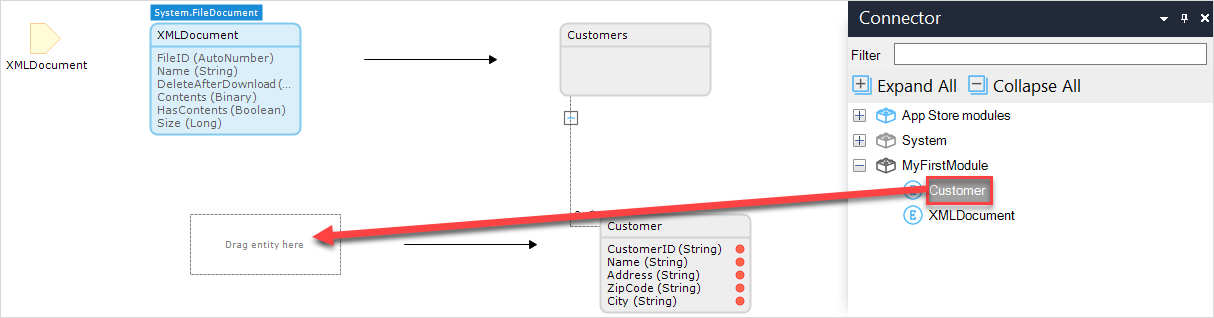 System.FileDocument
XMLDocument
XMLDocument
FileID (AutoNumber)
Name (String)
DeleteAfterDownload (...
Contents (Binary)
HasContents (Boolean)
Size (Long)
Customers
Drag entity here
Customer
CustomerID (String)
Name (String)
Address (String)
ZipCode (String)
City (String)
Connector
Filter
Expand All
Collapse All
App Store modules
System
MyFirstModule
Customer
E XMLDocument